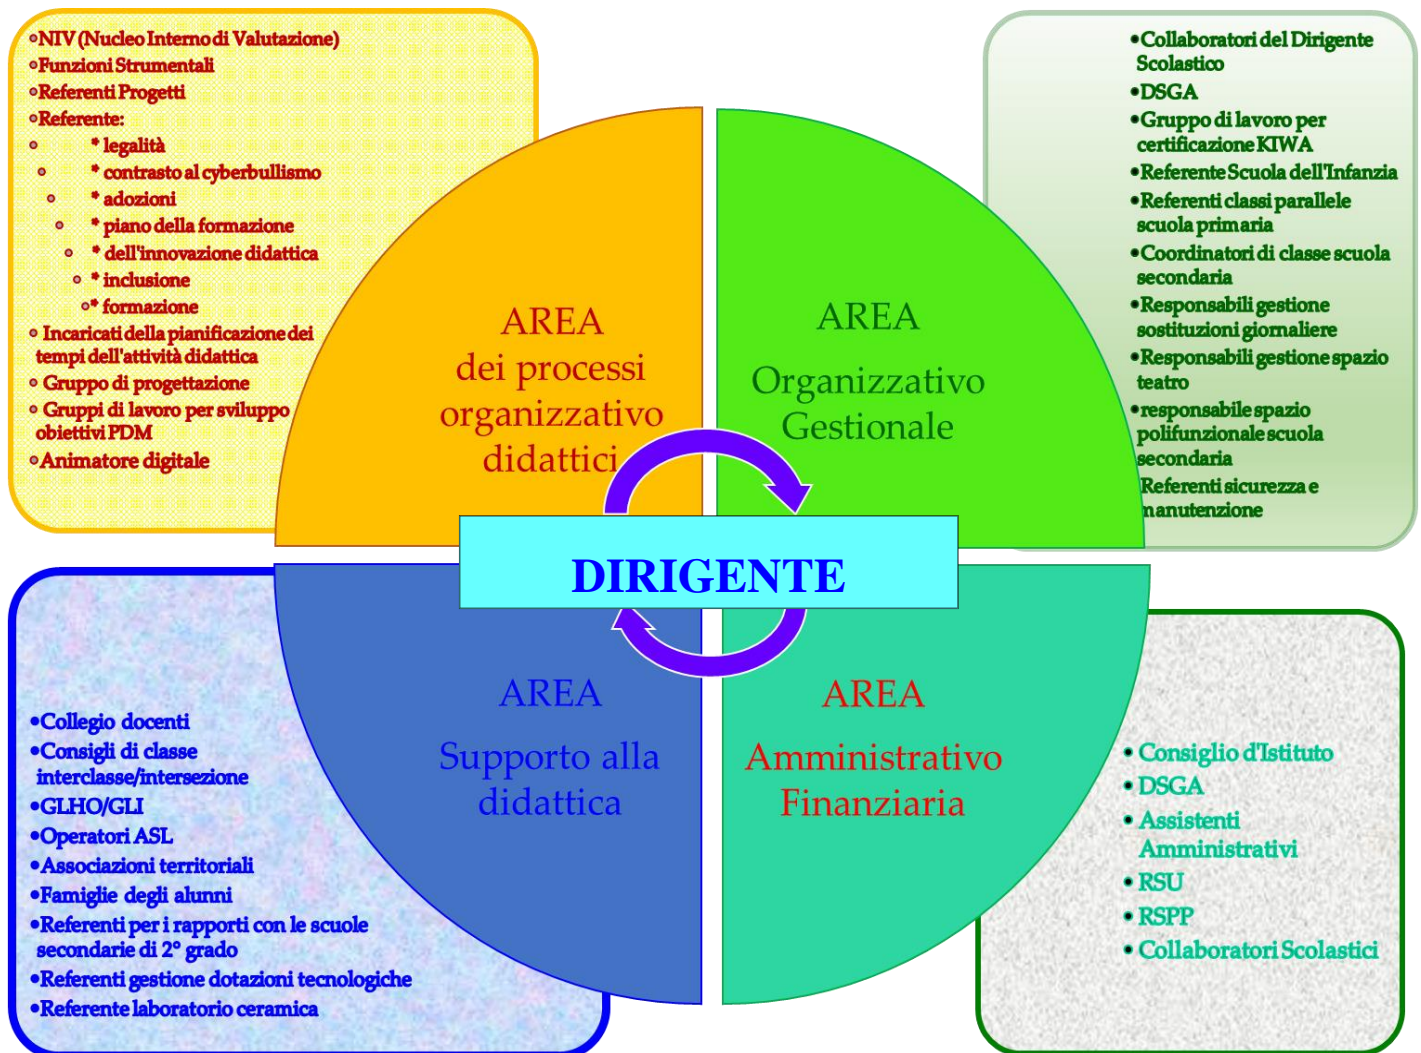 NIV (Nucleo Interno di Valutazione)
Funzioni Strumentali
Referenti Progetti
Referente:
* legalità
* contrasto al cyberbullismo
* adozioni
* piano della formazione
* dell'innovazione didattica
* inclusione
* formazione
Incaricati della pianificazione dei
tempi dell'attività didattica
Gruppo di progettazione
Gruppi di lavoro per sviluppo
obiettivi PDM
Animatore digitale
•Collaboratori del Dirigente
Scolastico
•DSGA
•Gruppo di lavoro per
certificazione KIWA
•Referente Scuola dell'Infanzia
•Referenti classi parallele
scuola primaria
•Coordinatori di classe scuola
secondaria
•Responsabili gestione
sostituzioni giornaliere
•Responsabili gestione spazio
teatro
•responsabile spazio
polifunzionale scuola
secondaria
Referenti sicurezza e
manutenzione
AREA
dei processi
organizzativo
didattici
AREA
Organizzativo
Gestionale
DIRIGENTE
AREA
Supporto alla
didattica
AREA
Amministrativo
Finanziaria
•Collegio docenti
•Consigli di classe
interclasse/intersezione
•GLHO/GLI
•Operatori ASL
•Associazioni territoriali
•Famiglie degli alunni
•Referenti per i rapporti con le scuole
secondarie di 2° grado
•Referenti gestione dotazioni tecnologiche
•Referente laboratorio ceramica
• Consiglio d'Istituto
• DSGA
• Assistenti
Amministrativi
• RSU
• RSPP
• Collaboratori Scolastici